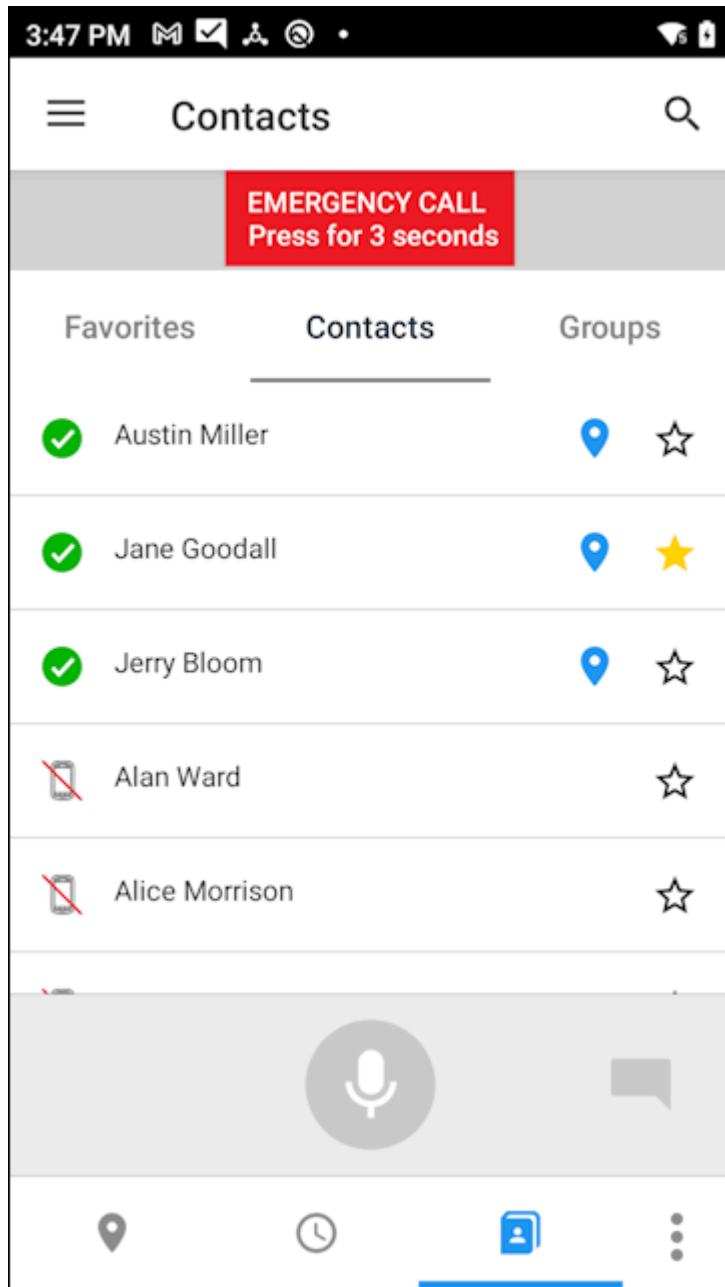 3:47 PM
Contacts
EMERGENCY CALL
Press for 3 seconds
Favorites Contacts Groups
Austin Miller
Jane Goodall
Jerry Bloom
Alan Ward
Alice Morrison